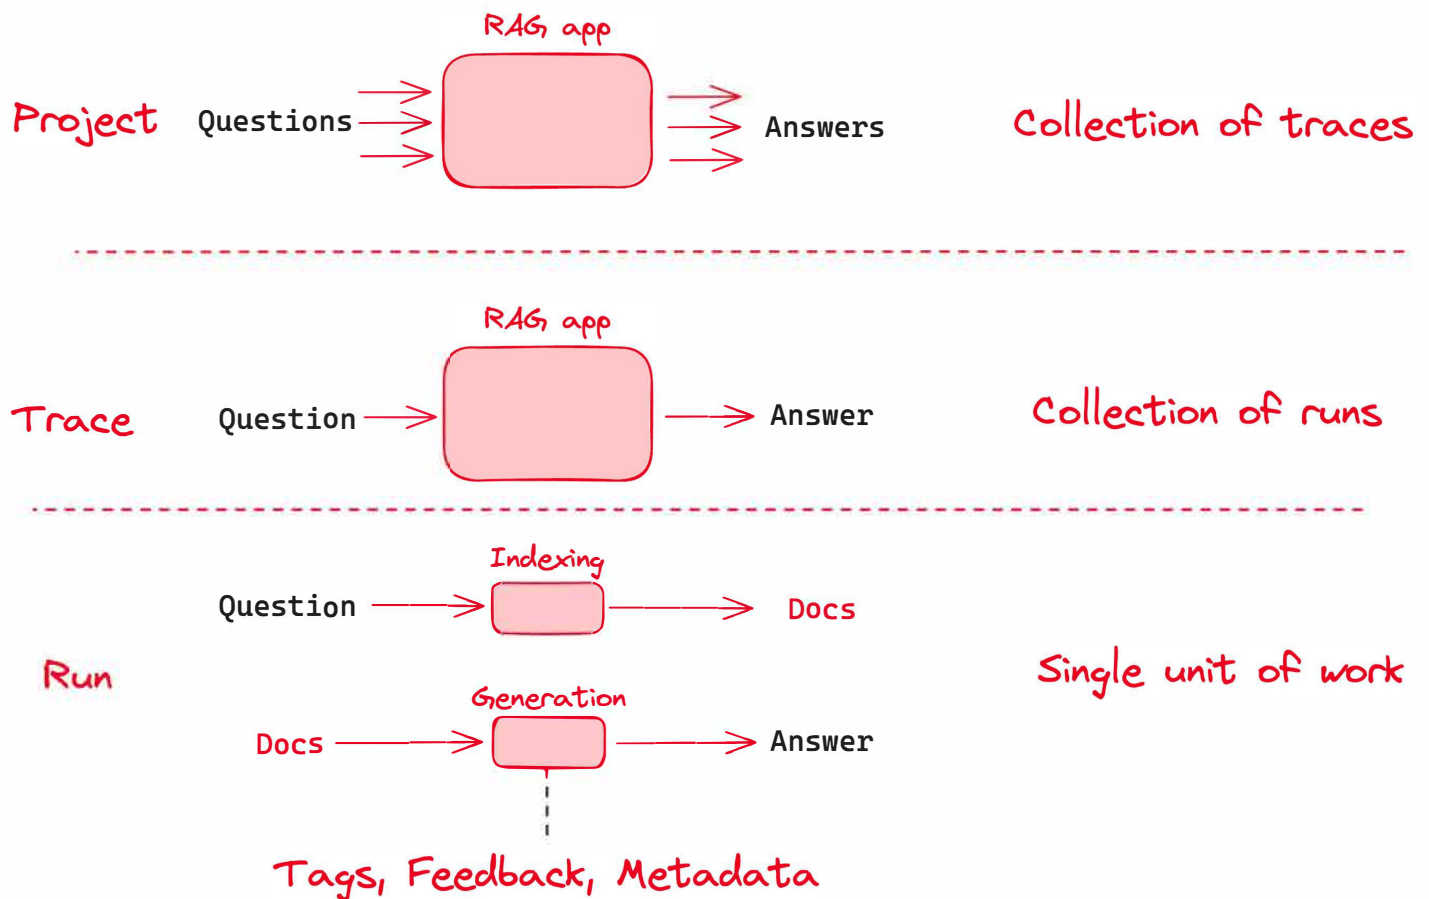 RAG app
Project Questions Answers Collection of traces
RAG app
Trace Question Answer Collection of runs
Indexing
Question Docs
Run Single unit of work
Generation
Docs Answer
Tags, Feedback, Metadata